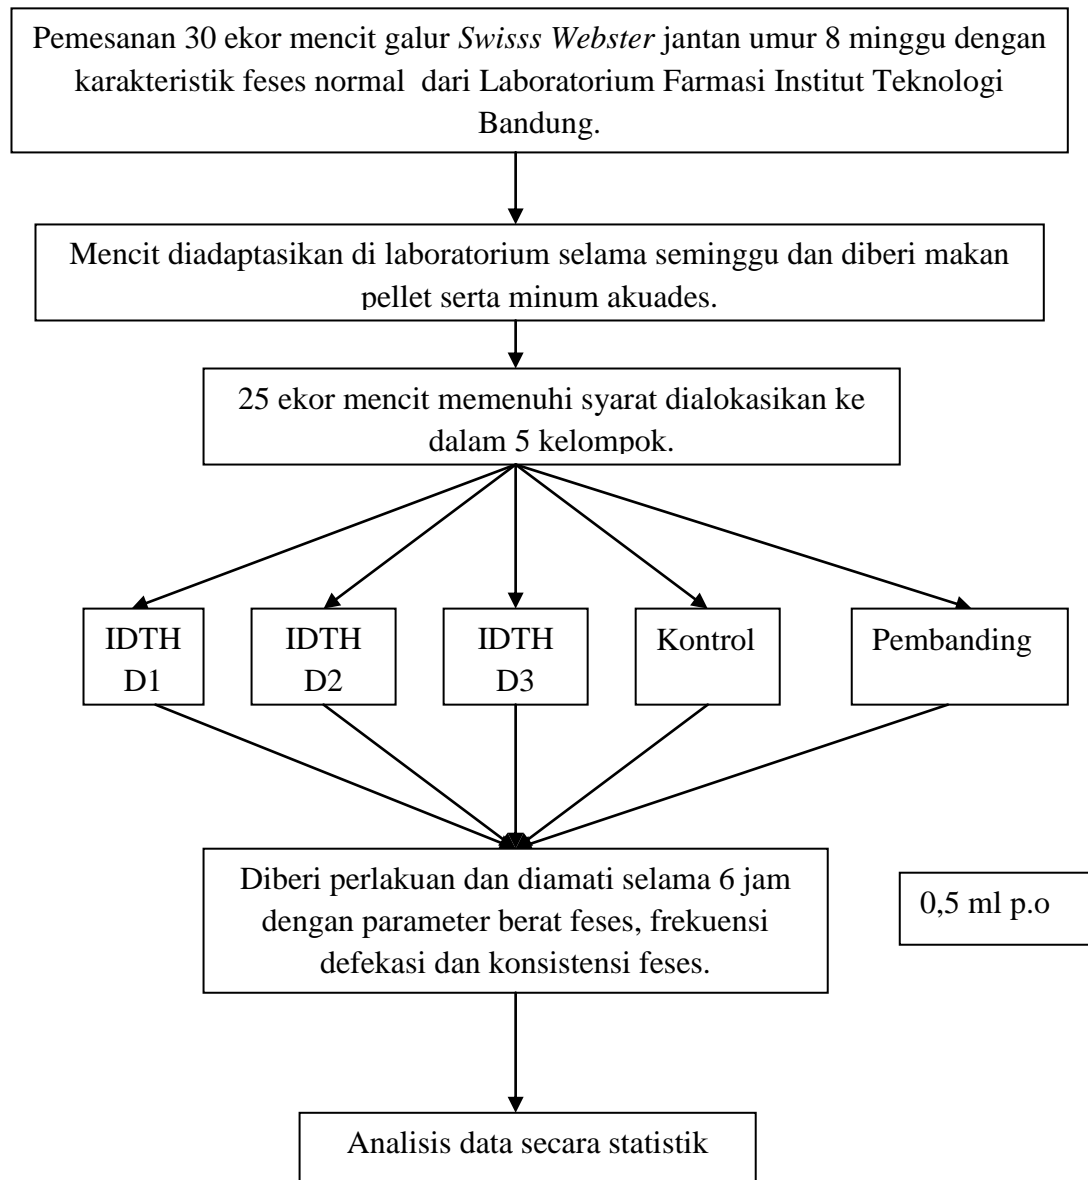 Pemesanan 30 ekor mencit galur Swisss Webster jantan umur 8 minggu dengan
karakteristik feses normal dari Laboratorium Farmasi Institut Teknologi
Bandung.
Mencit diadaptasikan di laboratorium selama seminggu dan diberi makan
pellet serta minum akuades.
25 ekor mencit memenuhi syarat dialokasikan ke
dalam 5 kelompok.
IDTH
D1
IDTH
D2
IDTH
D3
Kontrol
Pembanding
Diberi perlakuan dan diamati selama 6 jam
dengan parameter berat feses, frekuensi
defekasi dan konsistensi feses.
0,5 ml p.o
Analisis data secara statistik